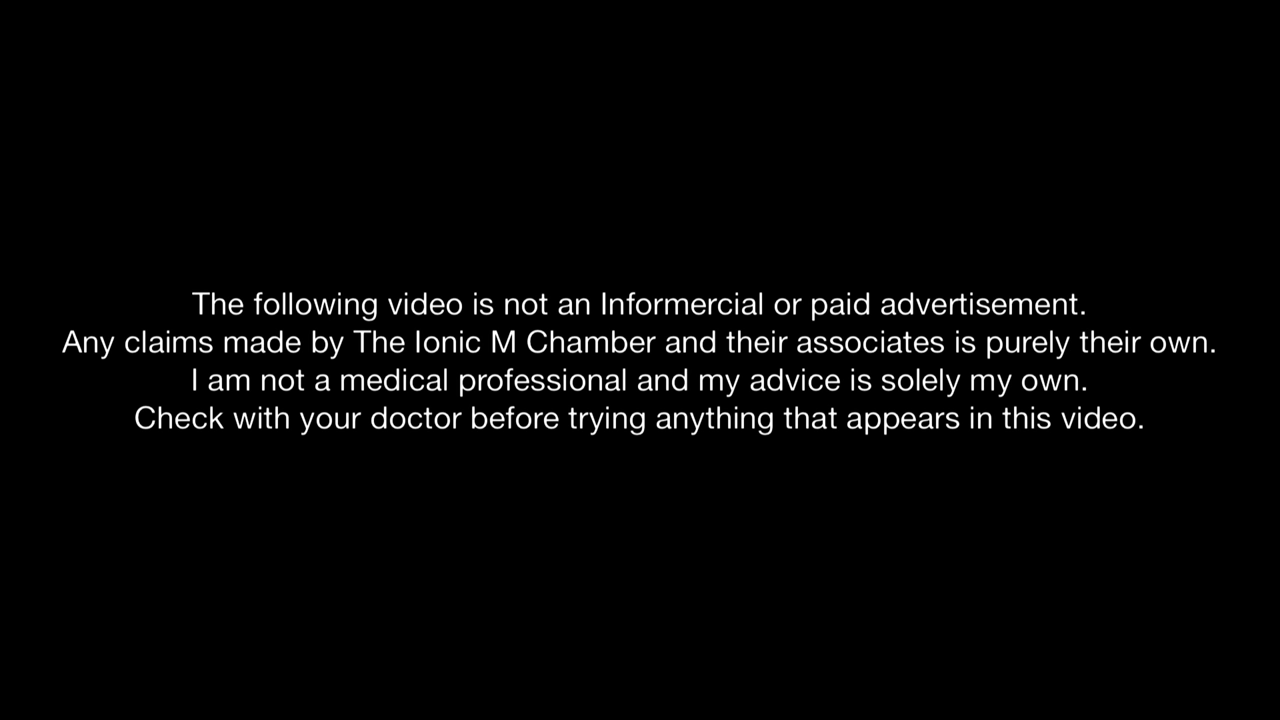 The following video is not an Informercial or paid advertisement.
Any claims made by The Ionic M Chamber and their associates is purely their own.
I am not a medical professional and my advice is solely my own.
Check with your doctor before trying anything that appears in this video.